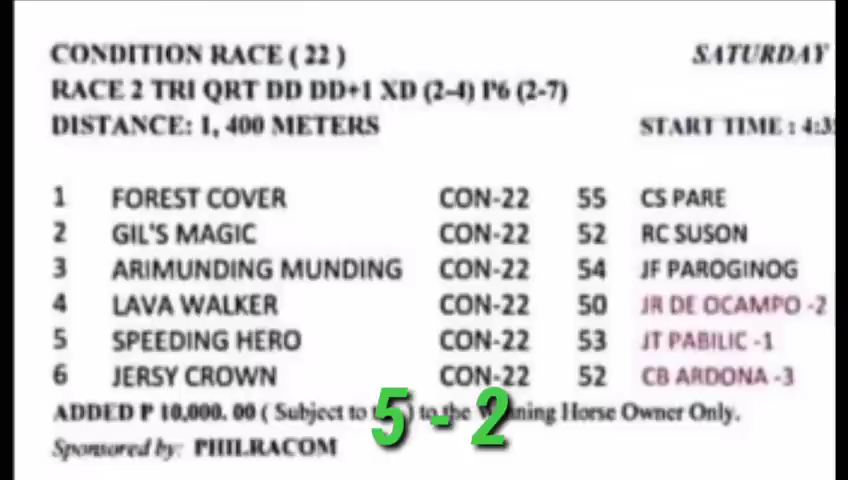 CONDITION RACE ( 22 ) SATURDAY
RACE 2 TRI QRT DD DD+1 XD (2-4) P6 (2-7)
DISTANCE: 1, 400 METERS START TIME : 4:3
1 FOREST COVER CON-22 55 CS PARE
2 GIL'S MAGIC CON-22 52 RC SUSON
3 ARIMUNDING MUNDING CON-22 54 JF PAROGINOG
4 LAVA WALKER CON-22 50 JR DE OCAMPO -2
5 SPEEDING HERO CON-22 53 JT PABILIC -1
6 JERSY CROWN CON-22 52 CB ARDONA -3
ADDED P 10,000. 00 ( Subject to ) to the Horse Owner Only.
5 - 2
Sponsored by: PHILRACOM